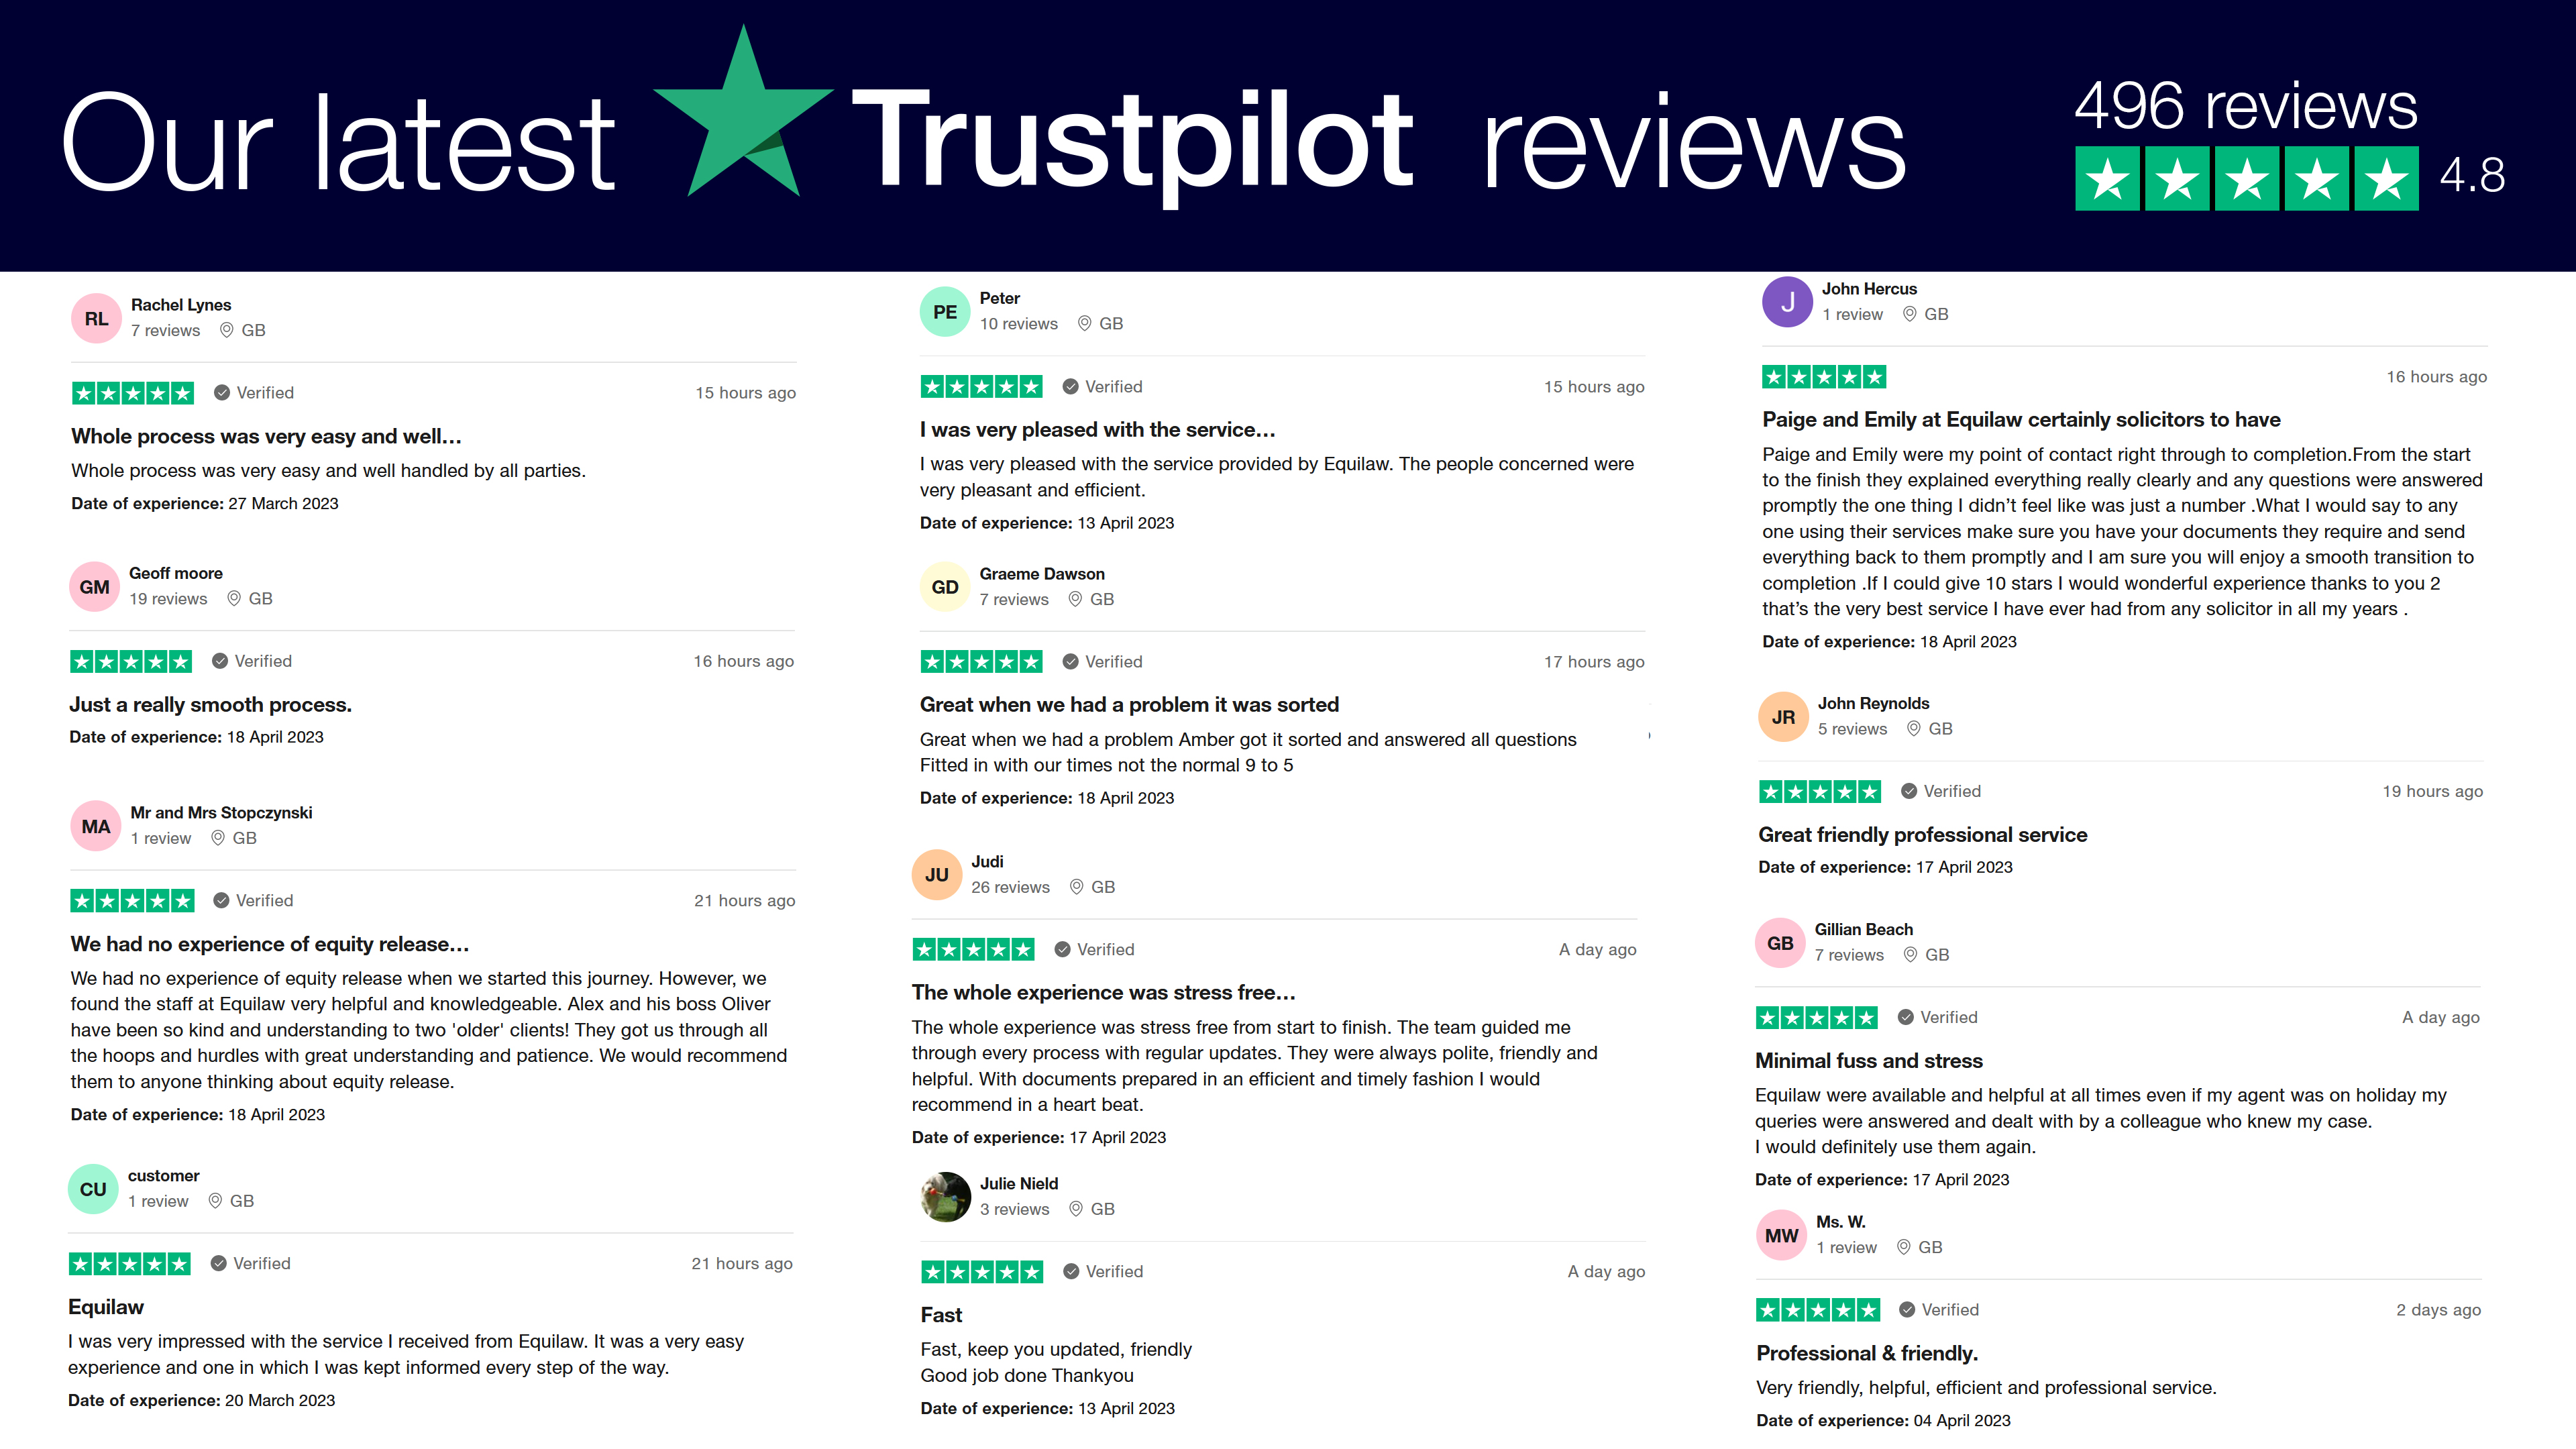 Our latest Trustpilot reviews
496 reviews
4.8
RL
Rachel Lynes
7 reviews GB
Verified 15 hours ago
Whole process was very easy and well...
Whole process was very easy and well handled by all parties.
Date of experience: 27 March 2023
GM
Geoff moore
19 reviews GB
Verified 16 hours ago
Just a really smooth process.
Date of experience: 18 April 2023
MA
Mr and Mrs Stopczynski
1 review GB
Verified 21 hours ago
We had no experience of equity release...
We had no experience of equity release when we started this journey. However, we
found the staff at Equilaw very helpful and knowledgeable. Alex and his boss Oliver
have been so kind and understanding to two 'older' clients! They got us through all
the hoops and hurdles with great understanding and patience. We would recommend
them to anyone thinking about equity release.
Date of experience: 18 April 2023
CU
customer
1 review GB
Verified 21 hours ago
Equilaw
I was very impressed with the service I received from Equilaw. It was a very easy
experience and one in which I was kept informed every step of the way.
Date of experience: 20 March 2023
PE
Peter
10 reviews GB
Verified 15 hours ago
I was very pleased with the service...
I was very pleased with the service provided by Equilaw. The people concerned were
very pleasant and efficient.
Date of experience: 13 April 2023
GD
Graeme Dawson
7 reviews GB
Verified 17 hours ago
Great when we had a problem it was sorted
Great when we had a problem Amber got it sorted and answered all questions
Fitted in with our times not the normal 9 to 5
Date of experience: 18 April 2023
JU
Judi
26 reviews GB
Verified A day ago
The whole experience was stress free...
The whole experience was stress free from start to finish. The team guided me
through every process with regular updates. They were always polite, friendly and
helpful. With documents prepared in an efficient and timely fashion I would
recommend in a heart beat.
Date of experience: 17 April 2023
Julie Nield
3 reviews GB
Verified A day ago
Fast
Fast, keep you updated, friendly
Good job done Thankyou
Date of experience: 13 April 2023
J
John Hercus
1 review GB
16 hours ago
Paige and Emily at Equilaw certainly solicitors to have
Paige and Emily were my point of contact right through to completion.From the start
to the finish they explained everything really clearly and any questions were answered
promptly the one thing I didn't feel like was just a number .What I would say to any
one using their services make sure you have your documents they require and send
everything back to them promptly and I am sure you will enjoy a smooth transition to
completion .If I could give 10 stars I would wonderful experience thanks to you 2
that's the very best service I have ever had from any solicitor in all my years .
Date of experience: 18 April 2023
JR
John Reynolds
5 reviews GB
Verified 19 hours ago
Great friendly professional service
Date of experience: 17 April 2023
GB
Gillian Beach
7 reviews GB
Verified A day ago
Minimal fuss and stress
Equilaw were available and helpful at all times even if my agent was on holiday my
queries were answered and dealt with by a colleague who knew my case.
I would definitely use them again.
Date of experience: 17 April 2023
MW
Ms. W.
1 review GB
Verified 2 days ago
Professional & friendly.
Very friendly, helpful, efficient and professional service.
Date of experience: 04 April 2023